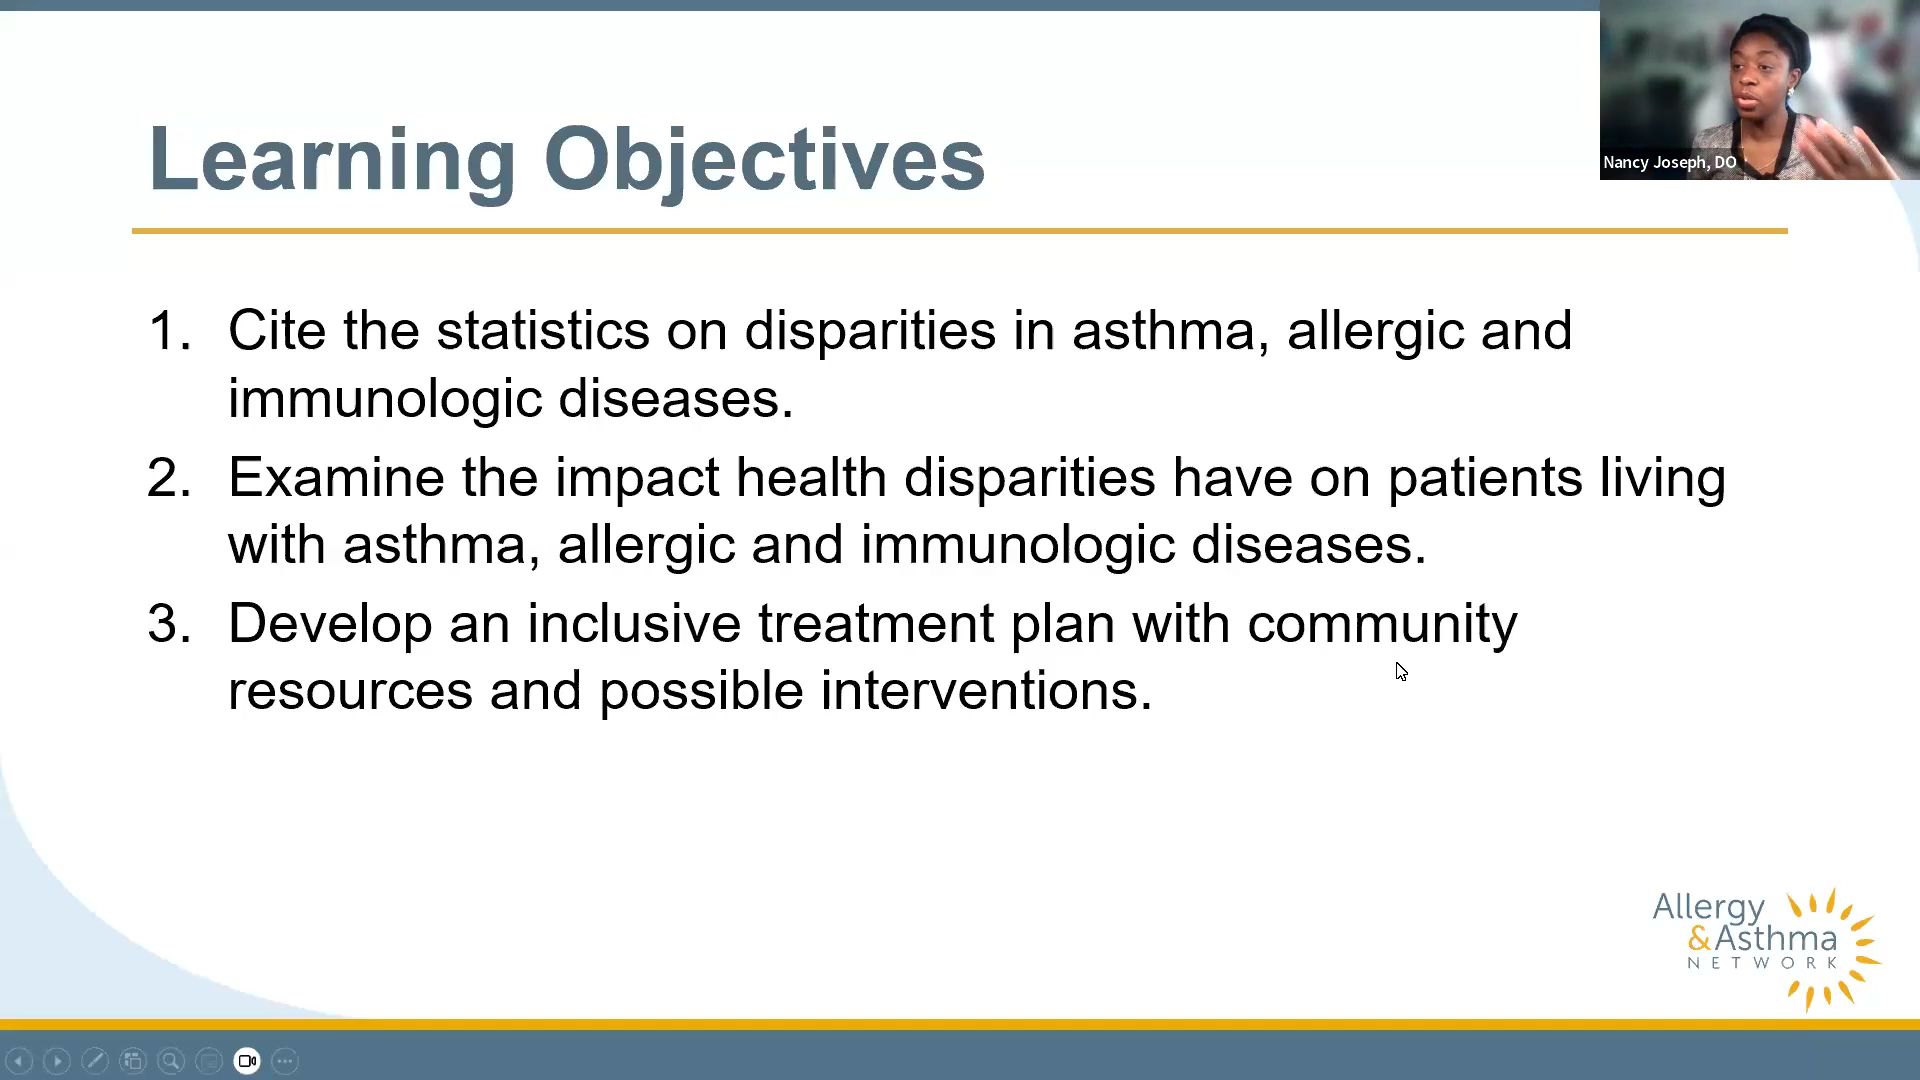 Learning Objectives
Nancy Joseph, DO
1. Cite the statistics on disparities in asthma, allergic and
immunologic diseases.
2. Examine the impact health disparities have on patients living
with asthma, allergic and immunologic diseases.
3. Develop an inclusive treatment plan with community
resources and possible interventions.
Allergy
&Asthma
NETWORK